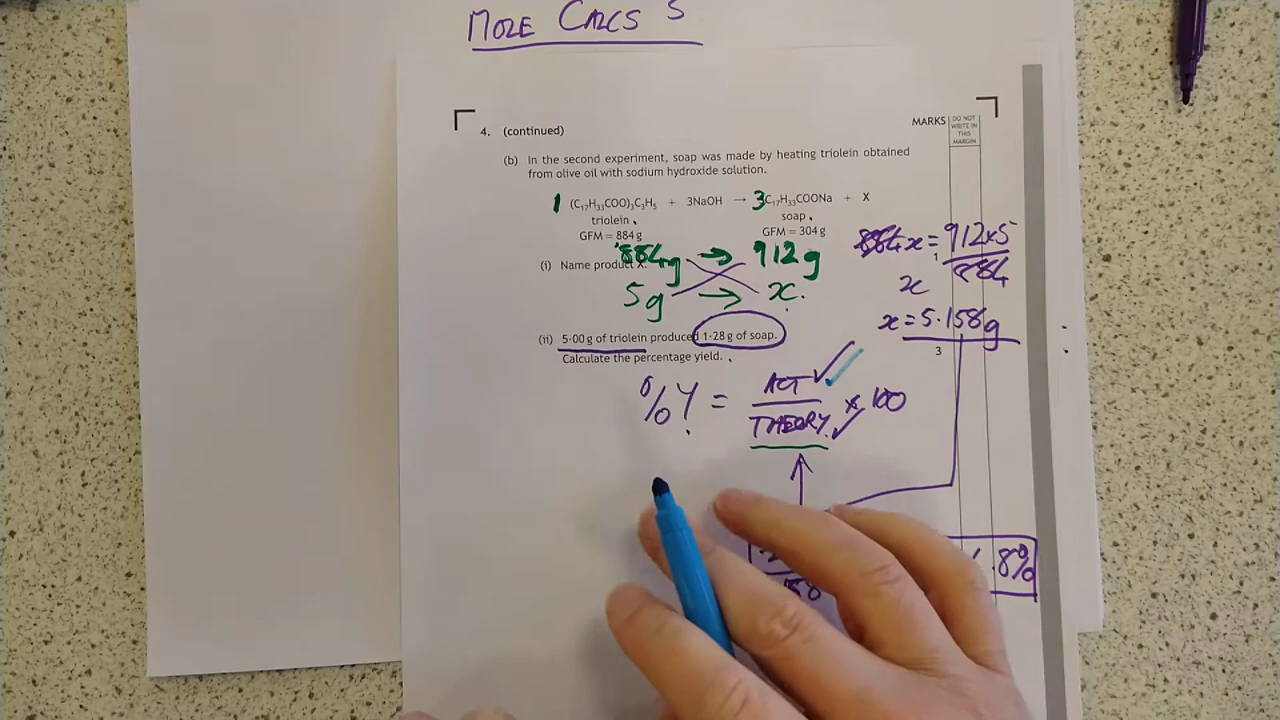 MORE CALCS 5
MARKS
DO NOT
WRITE IN
THIS
MARGIN
4. (continued)
(b) In the second experiment, soap was made by heating triolein obtained
from olive oil with sodium hydroxide solution.
1 (C₁₇H₃₃COO)₃C₃H₅ + 3NaOH → 3C₁₇H₃₃COONa + X
triolein
soap
GFM = 884 g
GFM = 304 g
884g → 912g
(i) Name product X.
1
5g → x.
884x = 912x5
884
x
x = 5.158g
(ii) 5·00 g of triolein produced 1·28 g of soap.
Calculate the percentage yield.
3
%Y = ACT
THEORY × 100
8%